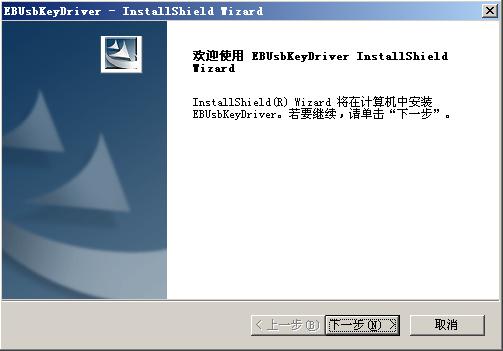 EBUsbKeyDriver - InstallShield Wizard
欢迎使用 EBUsbKeyDriver InstallShield
Wizard
InstallShield(R) Wizard 将在计算机中安装
EBUsbKeyDriver。若要继续，请单击“下一步”。
< 上一步(B) 下一步(N) > 取消